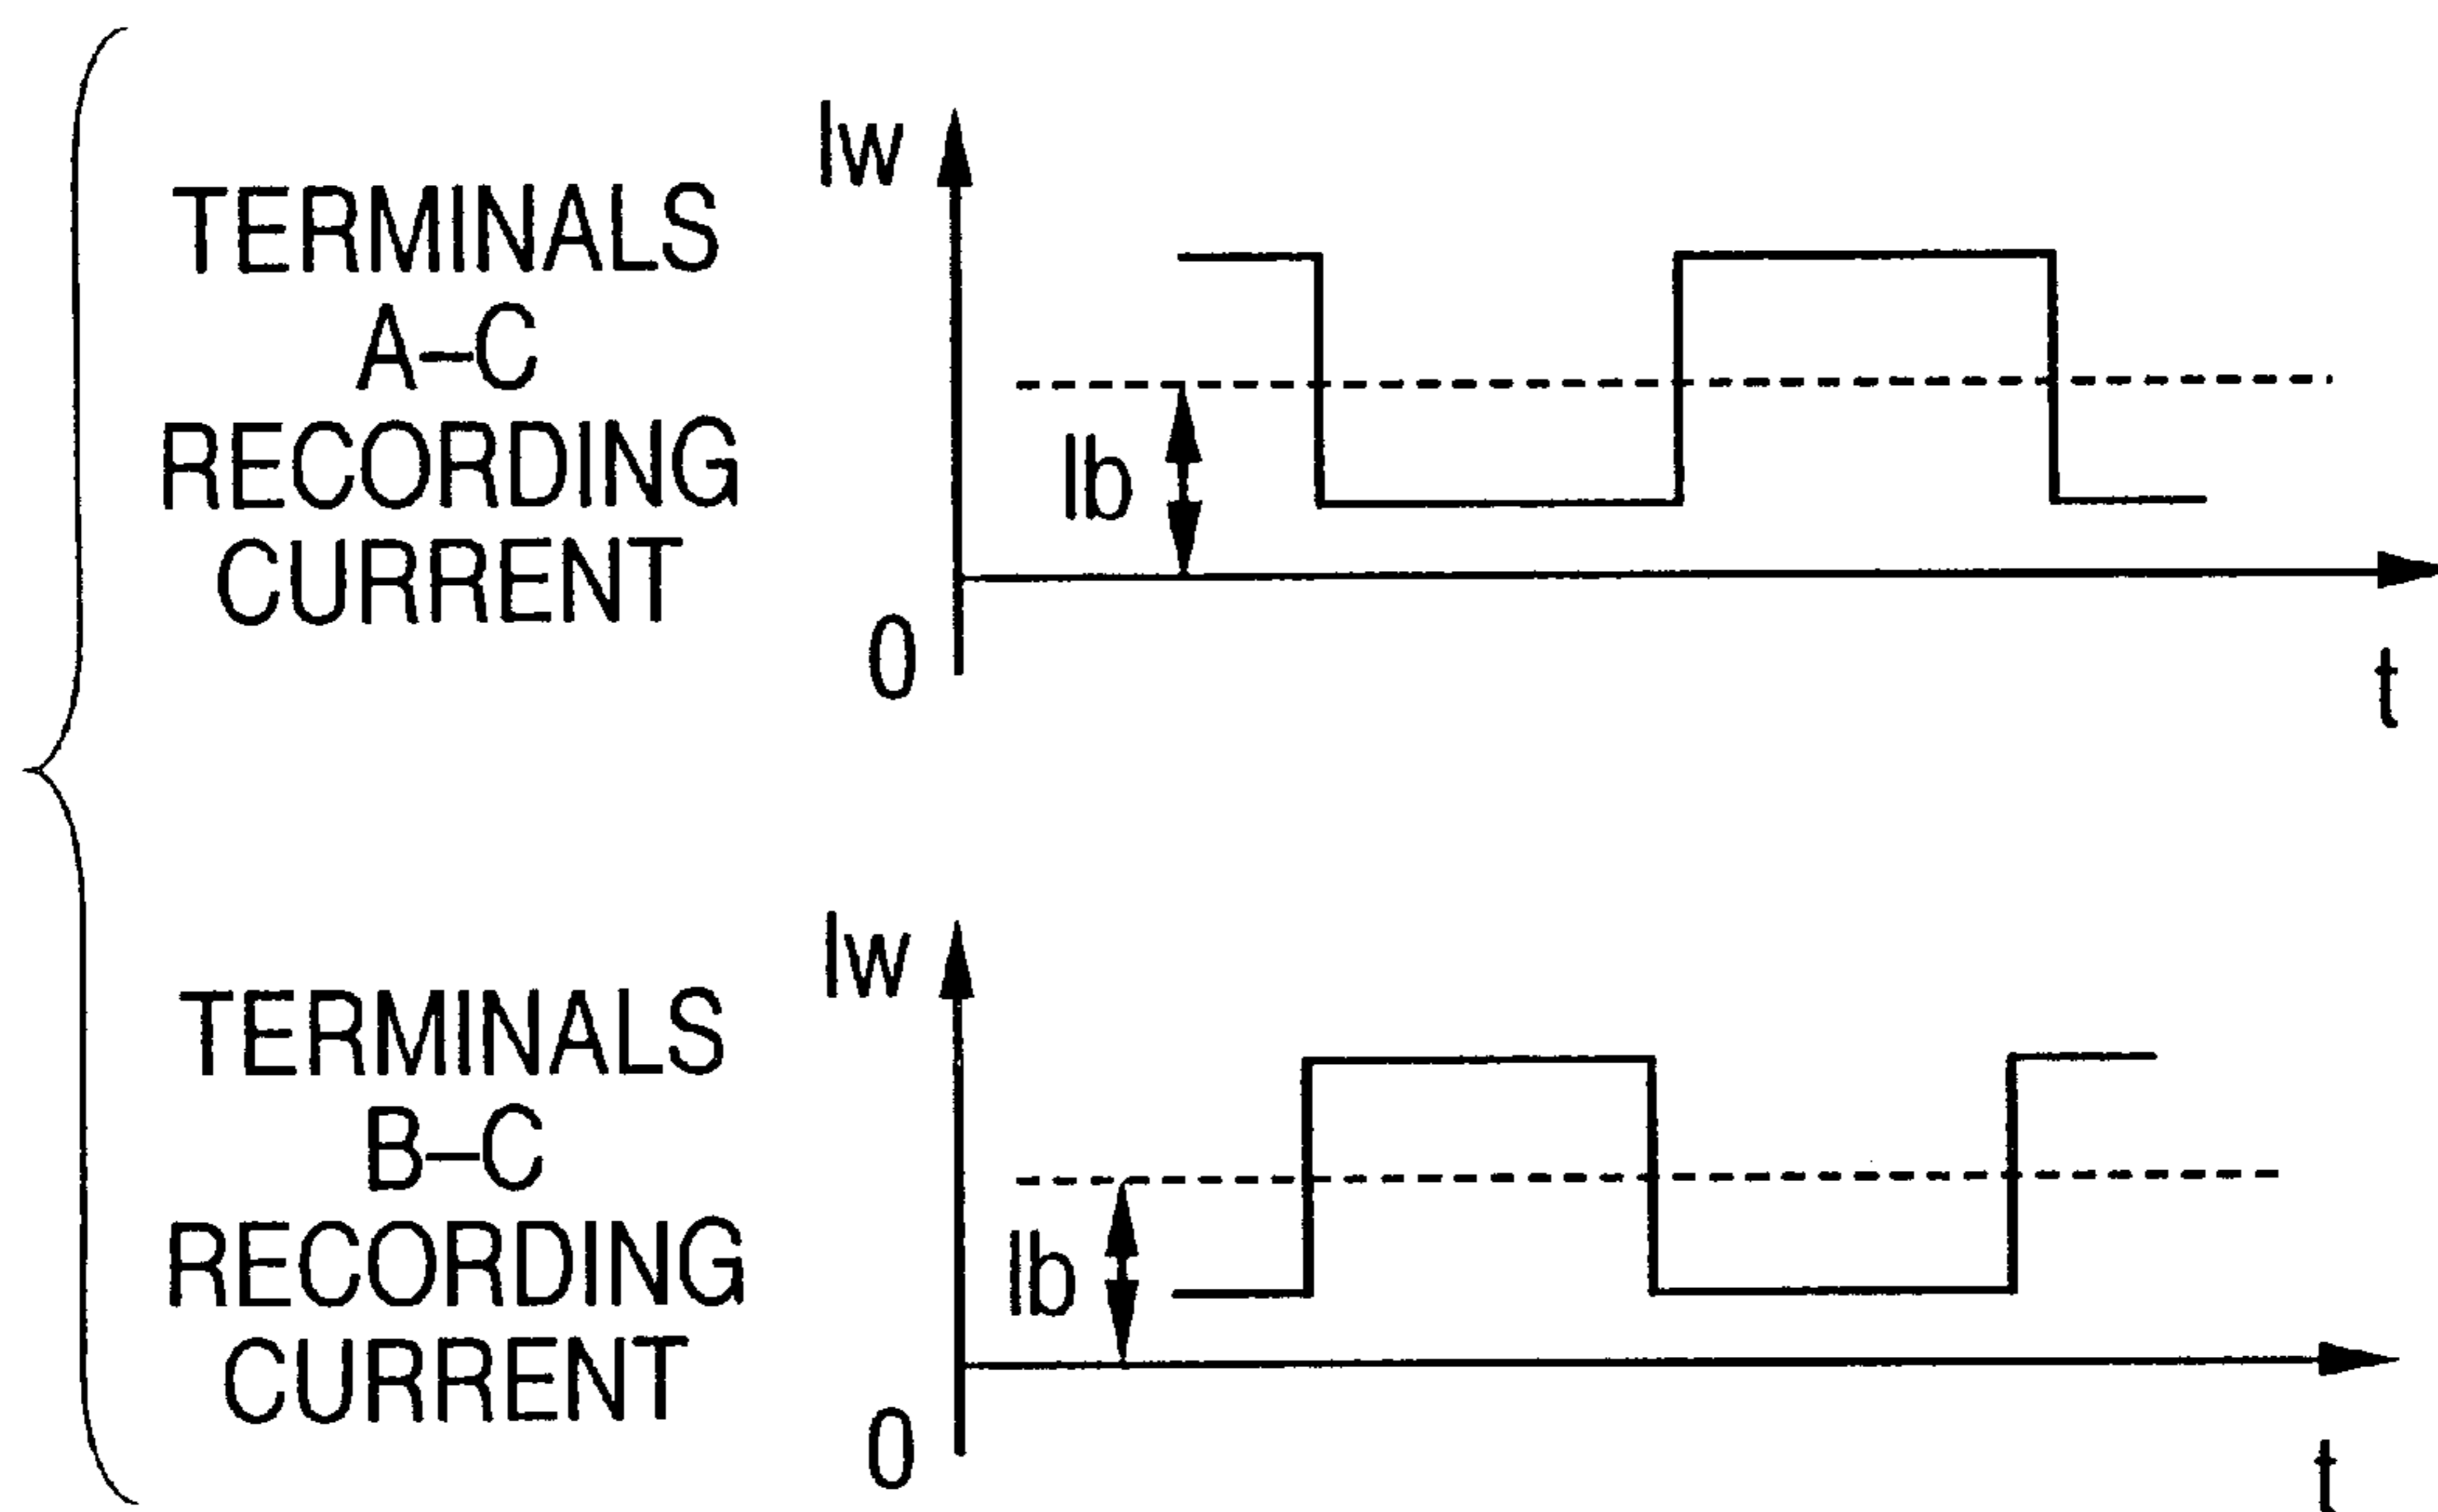 TERMINALS
A–C
RECORDING
CURRENT
Iw
Ib
0
t
TERMINALS
B–C
RECORDING
CURRENT
Iw
Ib
0
t